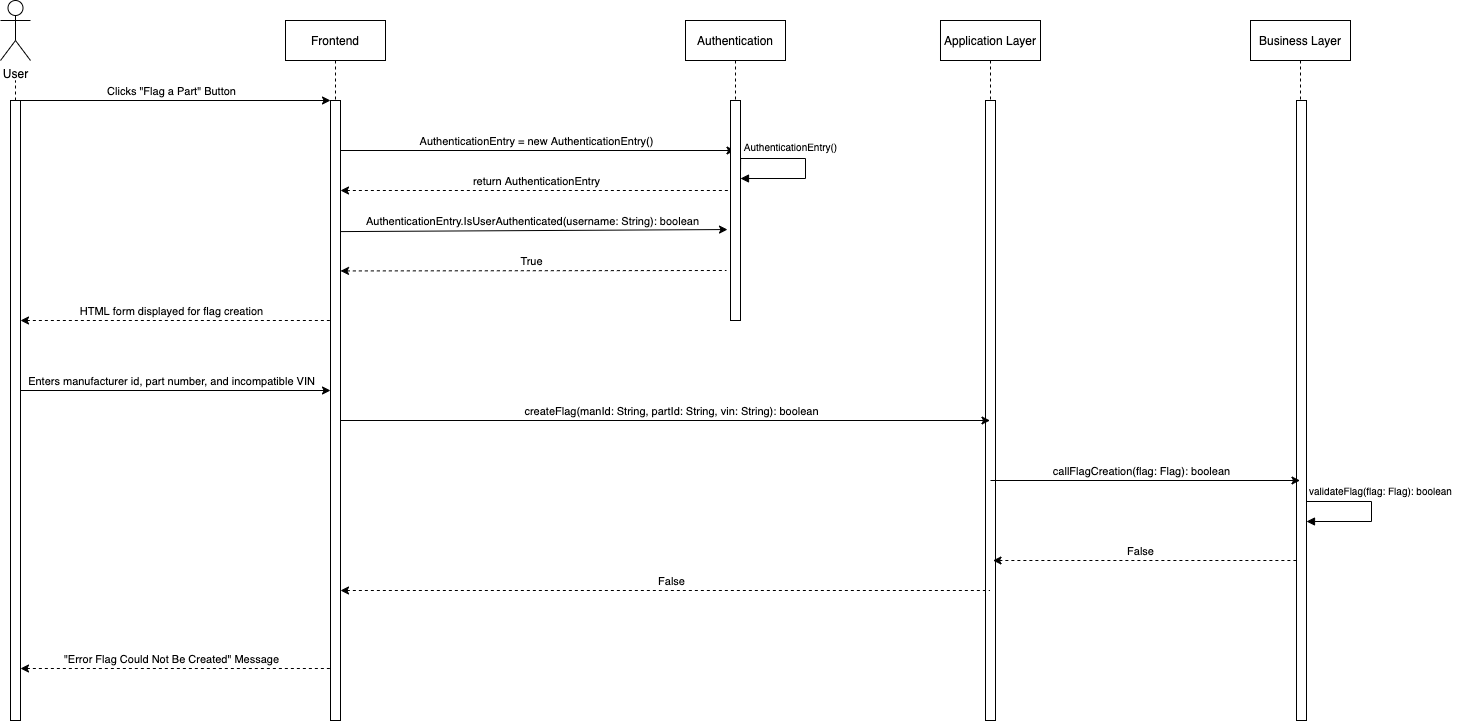 User
Frontend
Authentication
Application Layer
Business Layer
Clicks "Flag a Part" Button
AuthenticationEntry = new AuthenticationEntry()
AuthenticationEntry()
return AuthenticationEntry
AuthenticationEntry.IsUserAuthenticated(username: String): boolean
True
HTML form displayed for flag creation
Enters manufacturer id, part number, and incompatible VIN
createFlag(manId: String, partId: String, vin: String): boolean
callFlagCreation(flag: Flag): boolean
validateFlag(flag: Flag): boolean
False
False
"Error Flag Could Not Be Created" Message